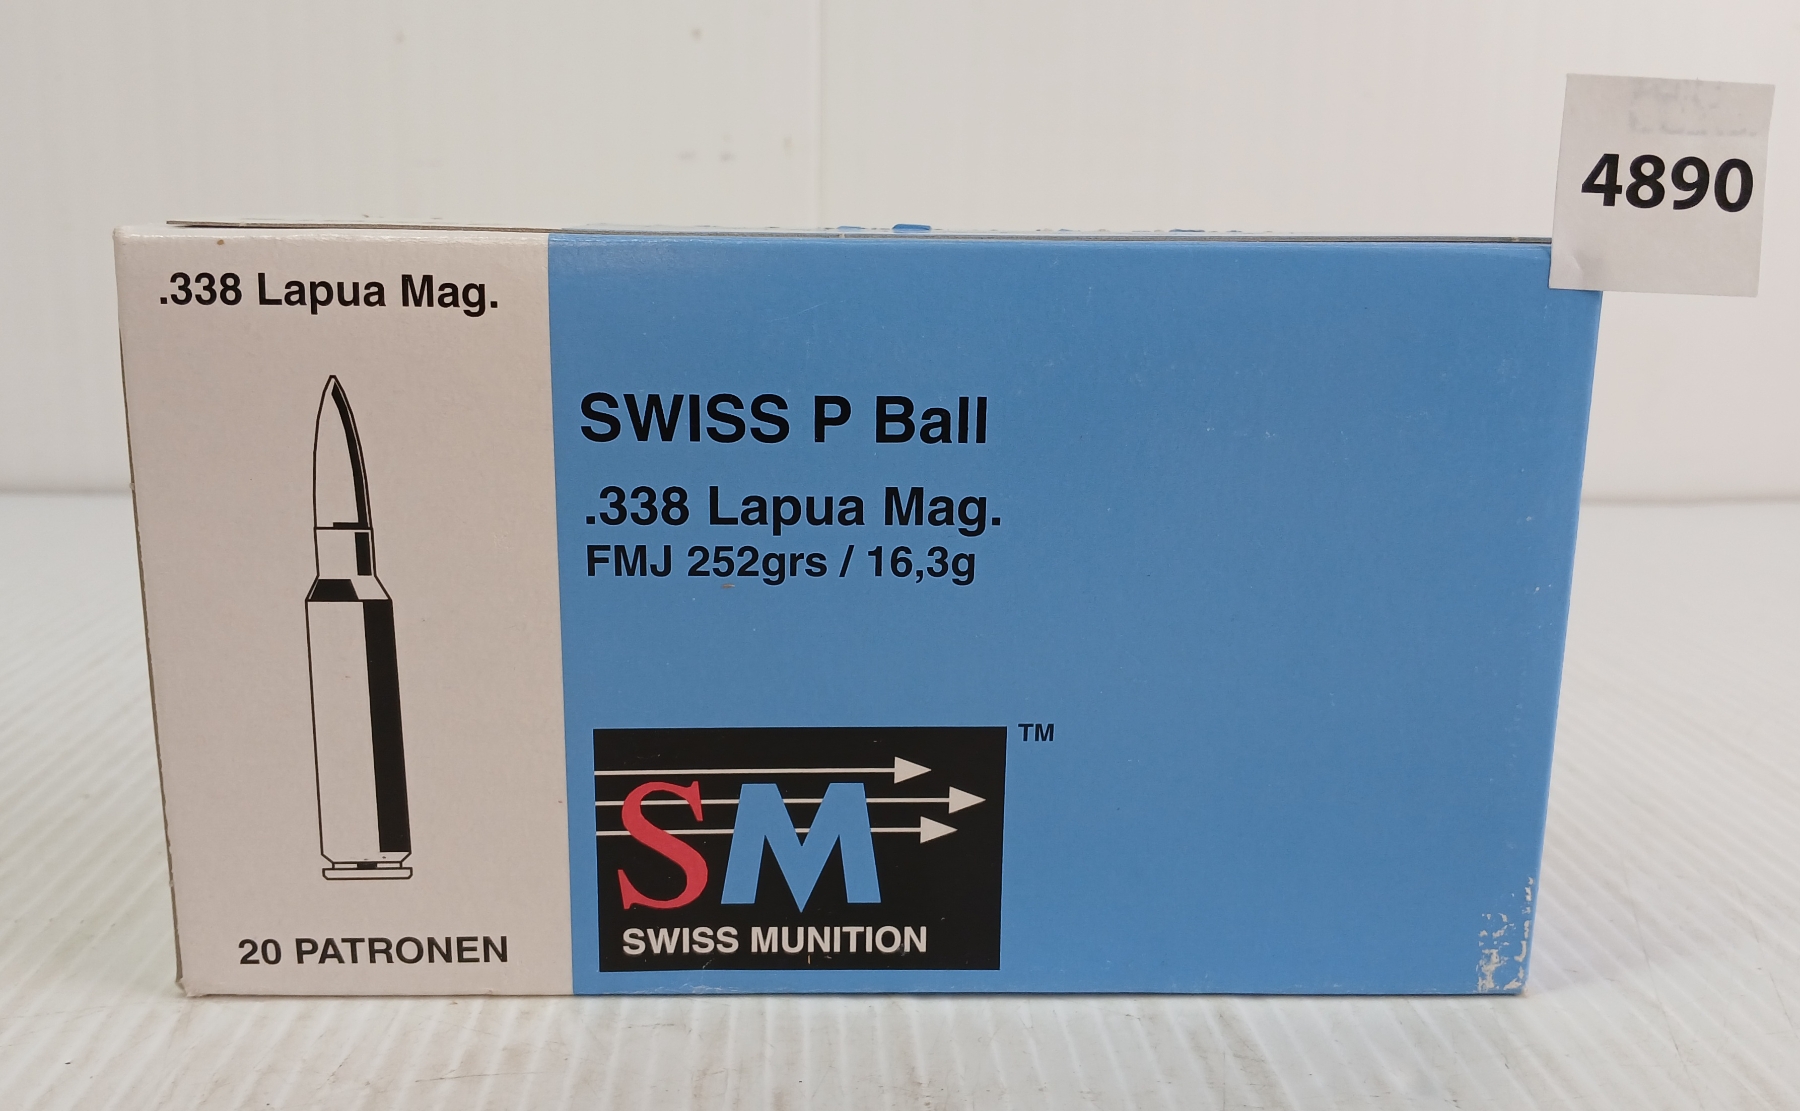 4890
.338 Lapua Mag.
20 PATRONEN
SWISS P Ball
.338 Lapua Mag.
FMJ 252grs / 16,3g
TM
SM
SWISS MUNITION